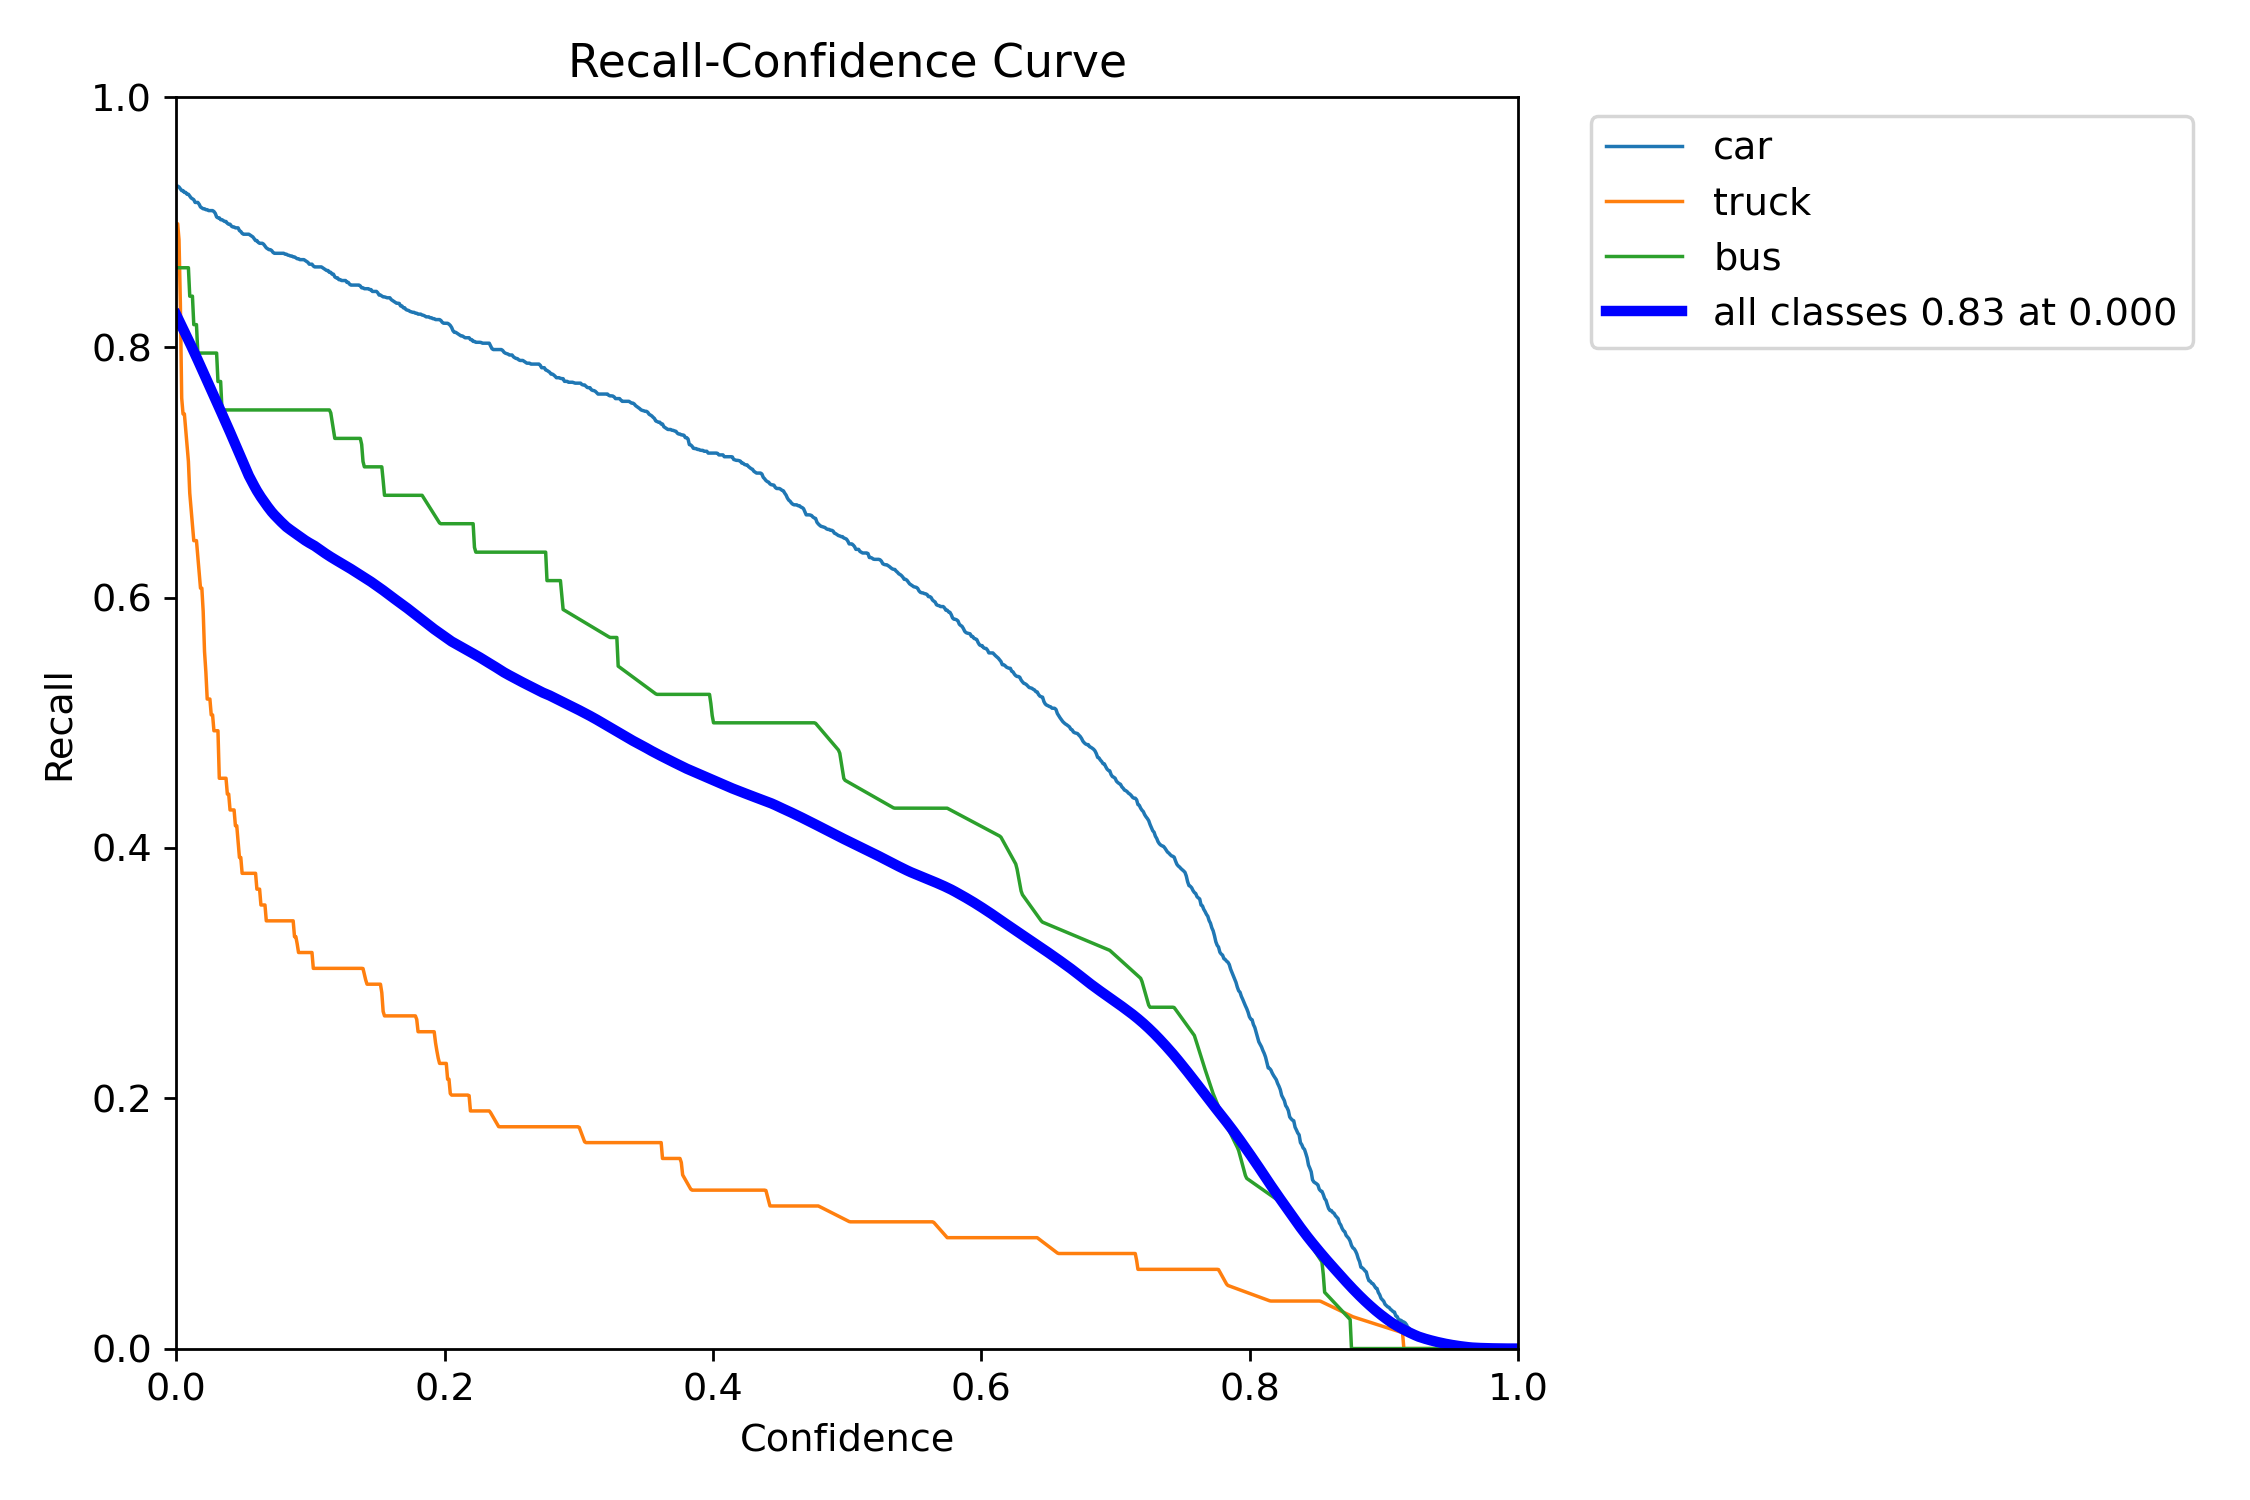 Recall-Confidence Curve
1.0
0.8
0.6
0.4
0.2
0.0
Recall
0.0 0.2 0.4 0.6 0.8 1.0
Confidence
car
truck
bus
all classes 0.83 at 0.000